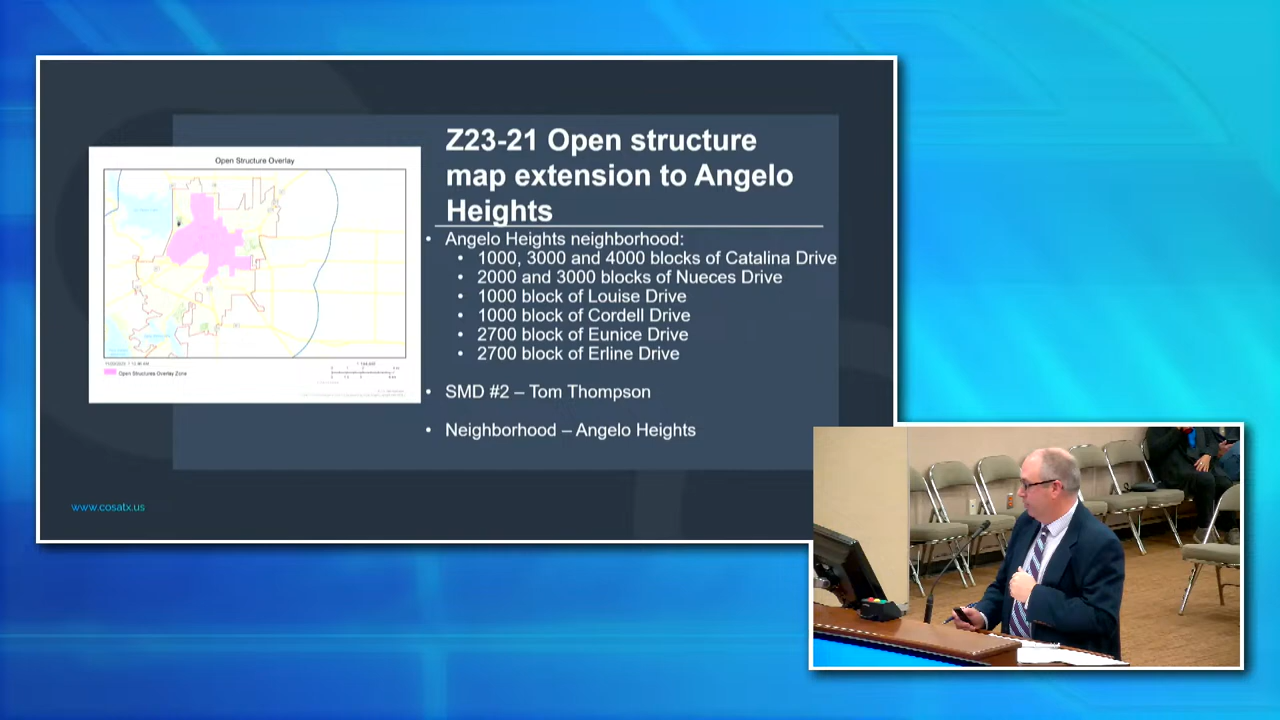 Z23-21 Open structure
map extension to Angelo
Heights
Open Structure Overlay
Open Structures Overlay Zone
• Angelo Heights neighborhood:
• 1000, 3000 and 4000 blocks of Catalina Drive
• 2000 and 3000 blocks of Nueces Drive
• 1000 block of Louise Drive
• 1000 block of Cordell Drive
• 2700 block of Eunice Drive
• 2700 block of Erline Drive
• SMD #2 – Tom Thompson
• Neighborhood – Angelo Heights
www.cosatx.us